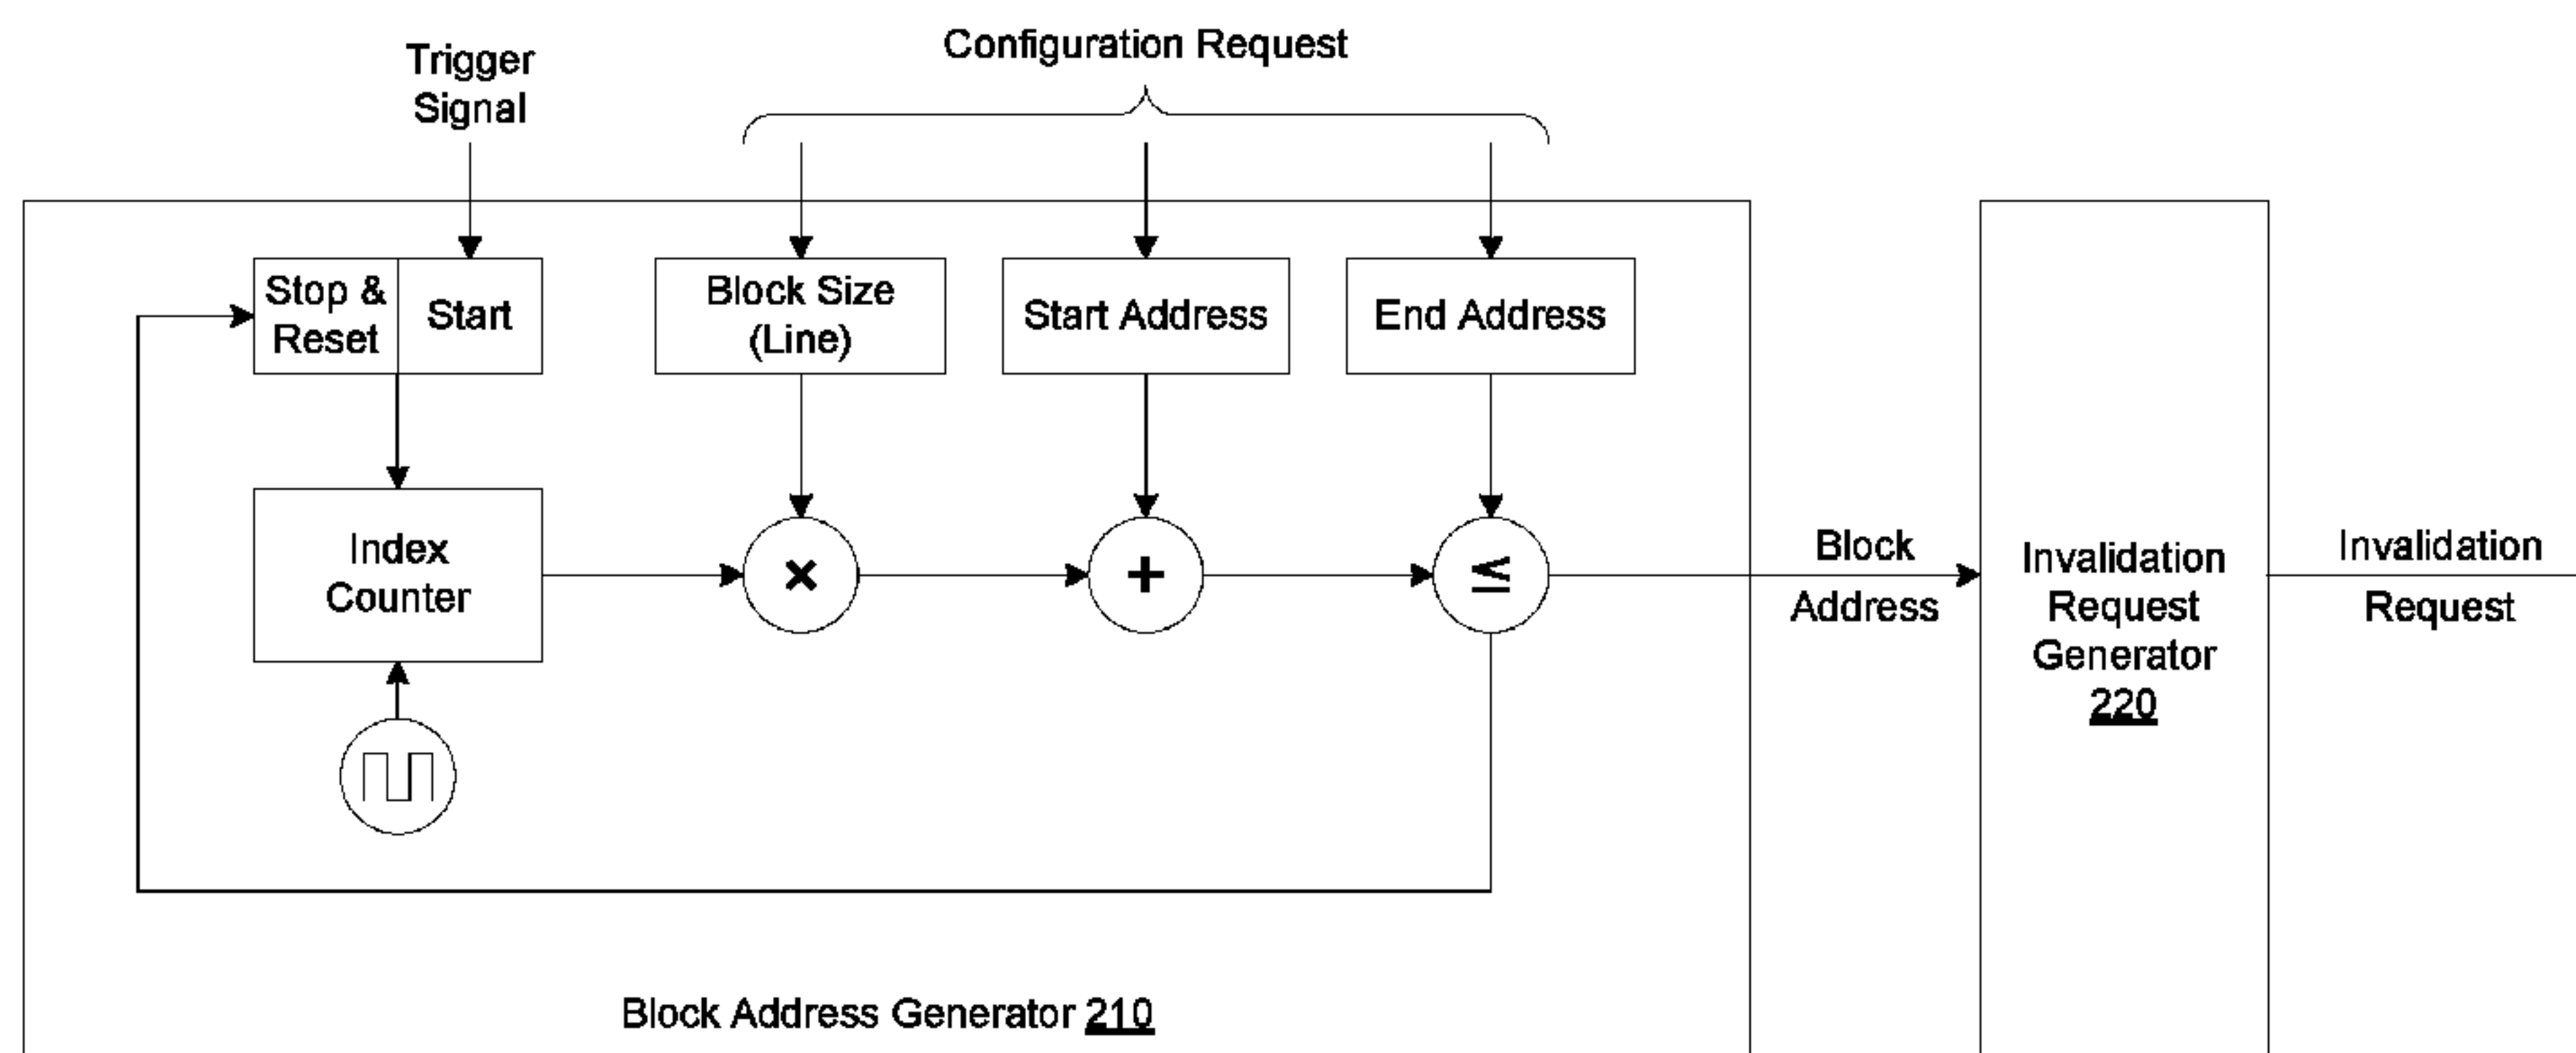 Trigger
Signal
Configuration Request
Stop &
Reset
Start
Block Size
(Line)
Start Address
End Address
Index
Counter
×
+
≤
Block
Address
Invalidation
Request
Generator
220
Invalidation
Request
Block Address Generator 210